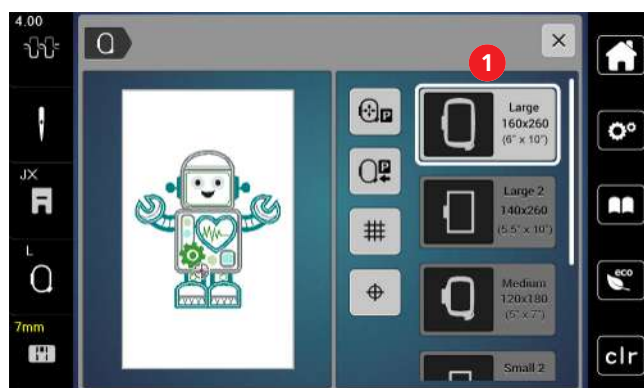 4.00
1
P
Large
160x260
(6" x 10")
JX
P
Large 2
140x260
(5.5" x 10")
L
Medium
120x180
(5" x 7")
eco
7mm
Small 2
clr